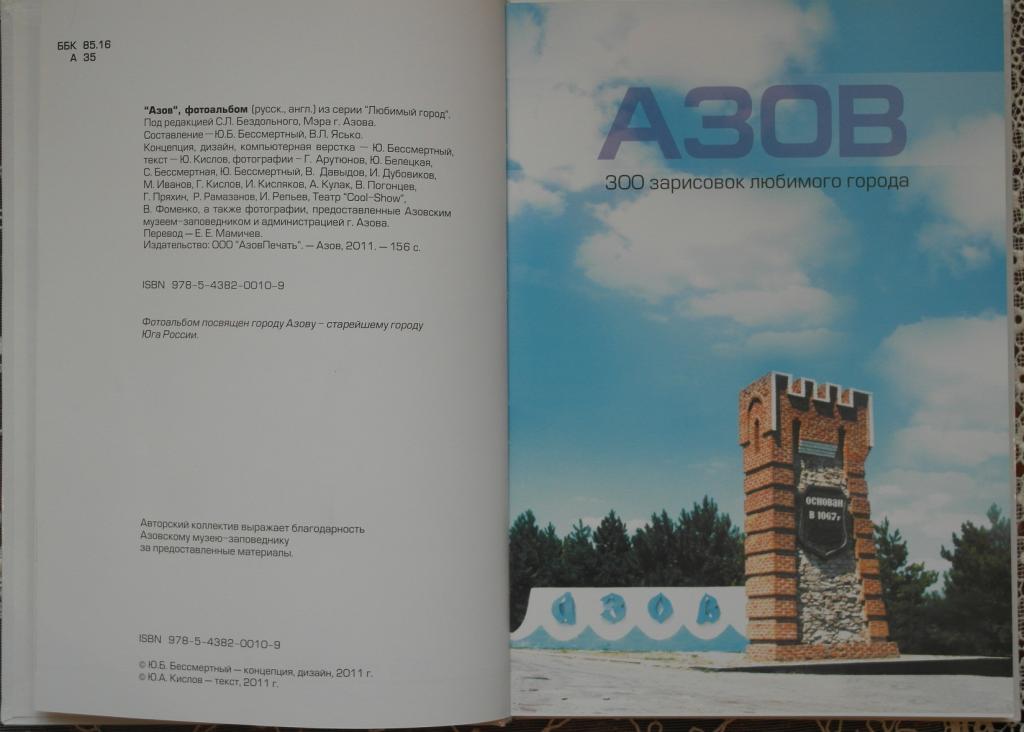 ББК 85.16
А 35
"Азов", фотоальбом (русск., англ.) из серии "Любимый город".
Под редакцией С.Л. Бездольного, Мэра г. Азова.
Составление – Ю.Б. Бессмертный, В.Л. Ясько.
Концепция, дизайн, компьютерная верстка – Ю. Бессмертный,
текст – Ю. Кислов, фотографии – Г. Арутюнов, Ю. Белецкая,
С. Бессмертная, Ю. Бессмертный, В. Давыдов, И. Дубовиков,
М. Иванов, Г. Кислов, И. Кисляков, А. Кулак, В. Погонцев,
Г. Пряхин, Р. Рамазанов, И. Репьев, Театр "Cool-Show",
В. Фоменко, а также фотографии, предоставленные Азовским
музеем-заповедником и администрацией г. Азова.
Перевод – Е. Е. Мамичев.
Издательство: ООО "АзовПечать". – Азов, 2011. – 156 с.
ISBN 978-5-4382-0010-9
Фотоальбом посвящен городу Азову – старейшему городу
Юга России.
Авторский коллектив выражает благодарность
Азовскому музею-заповеднику
за предоставленные материалы.
ISBN 978-5-4382-0010-9
© Ю.Б. Бессмертный – концепция, дизайн, 2011 г.
© Ю.А. Кислов – текст, 2011 г.
АЗОВ
300 зарисовок любимого города
ОСНОВАН
В 1067г
АЗОВ